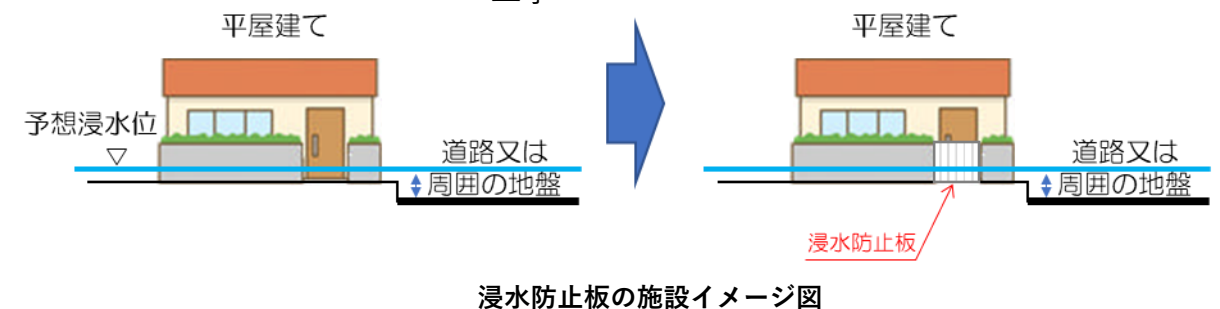 平屋建て
予想浸水位
▽
道路又は
周囲の地盤
平屋建て
道路又は
周囲の地盤
浸水防止板
浸水防止板の施設イメージ図